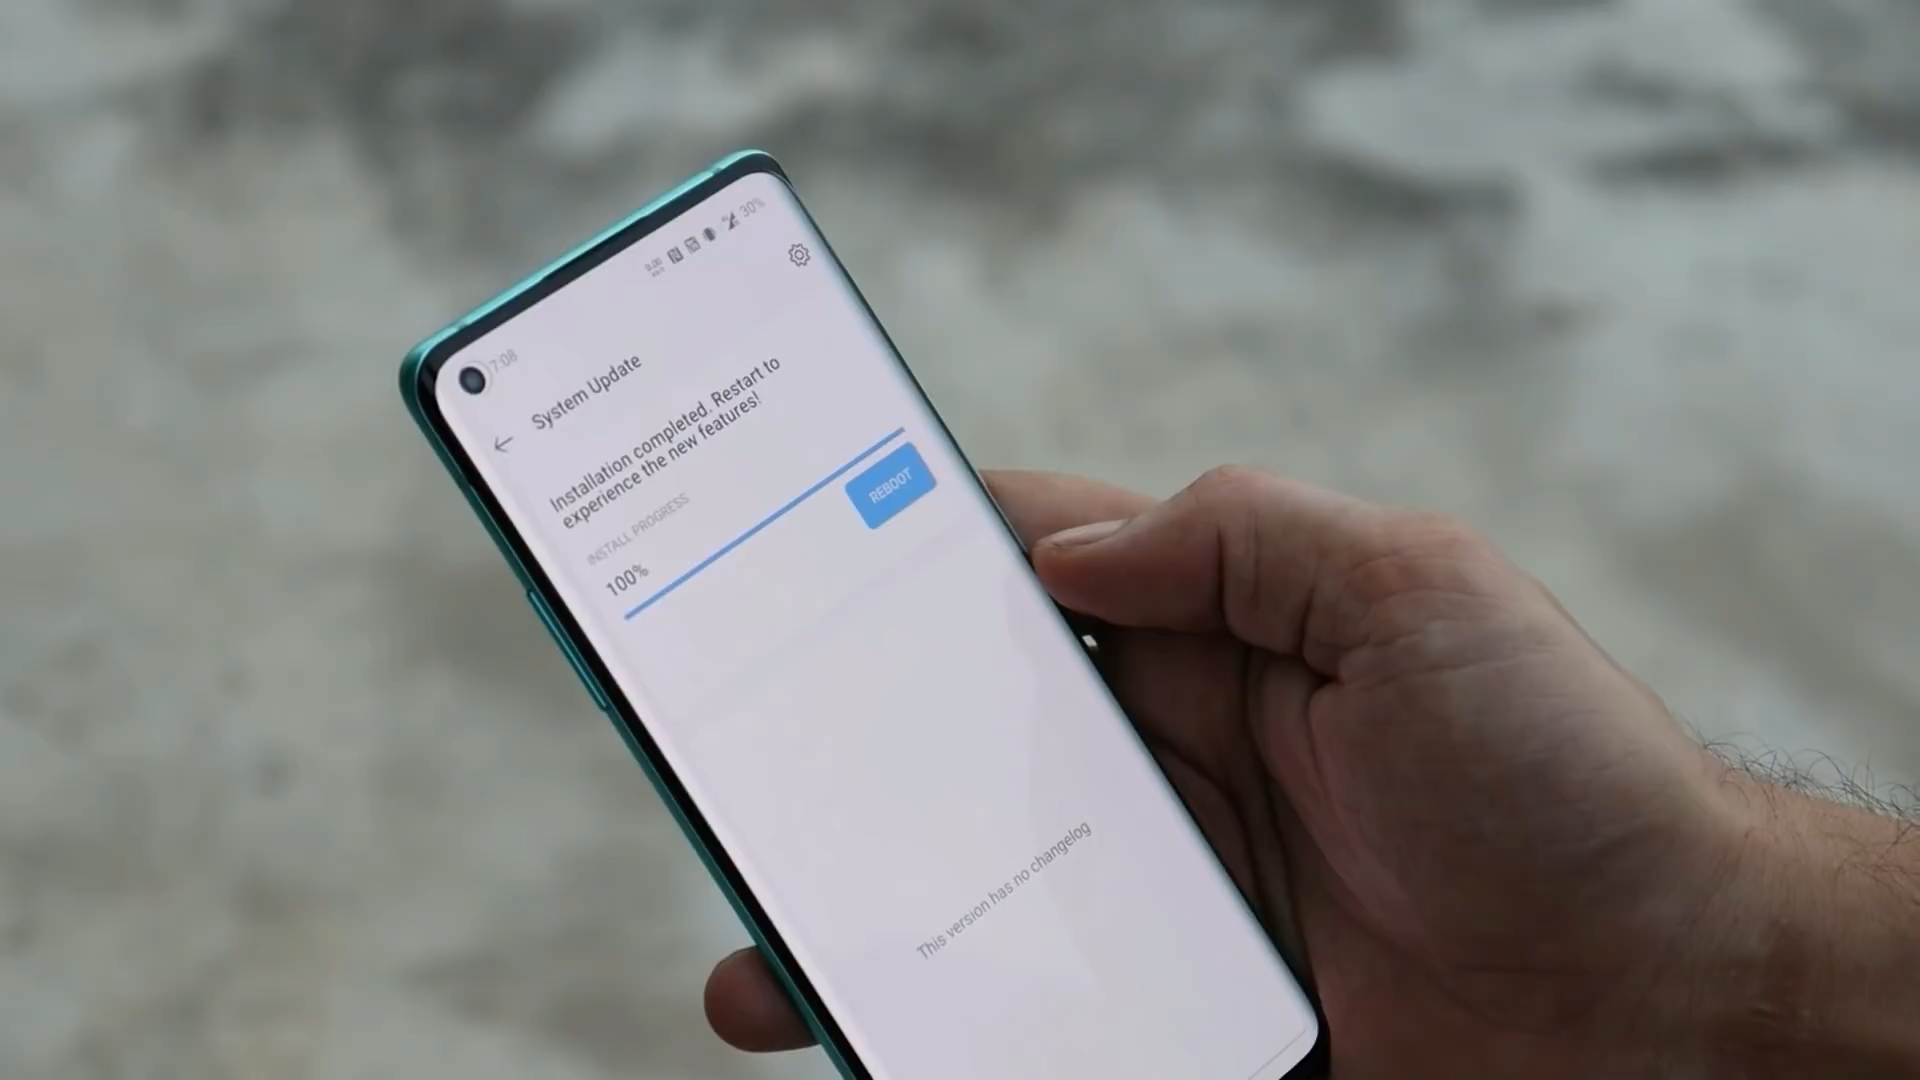 7:08
30%
System Update
Installation completed. Restart to
experience the new features!
INSTALL PROGRESS
100%
REBOOT
This version has no changelog